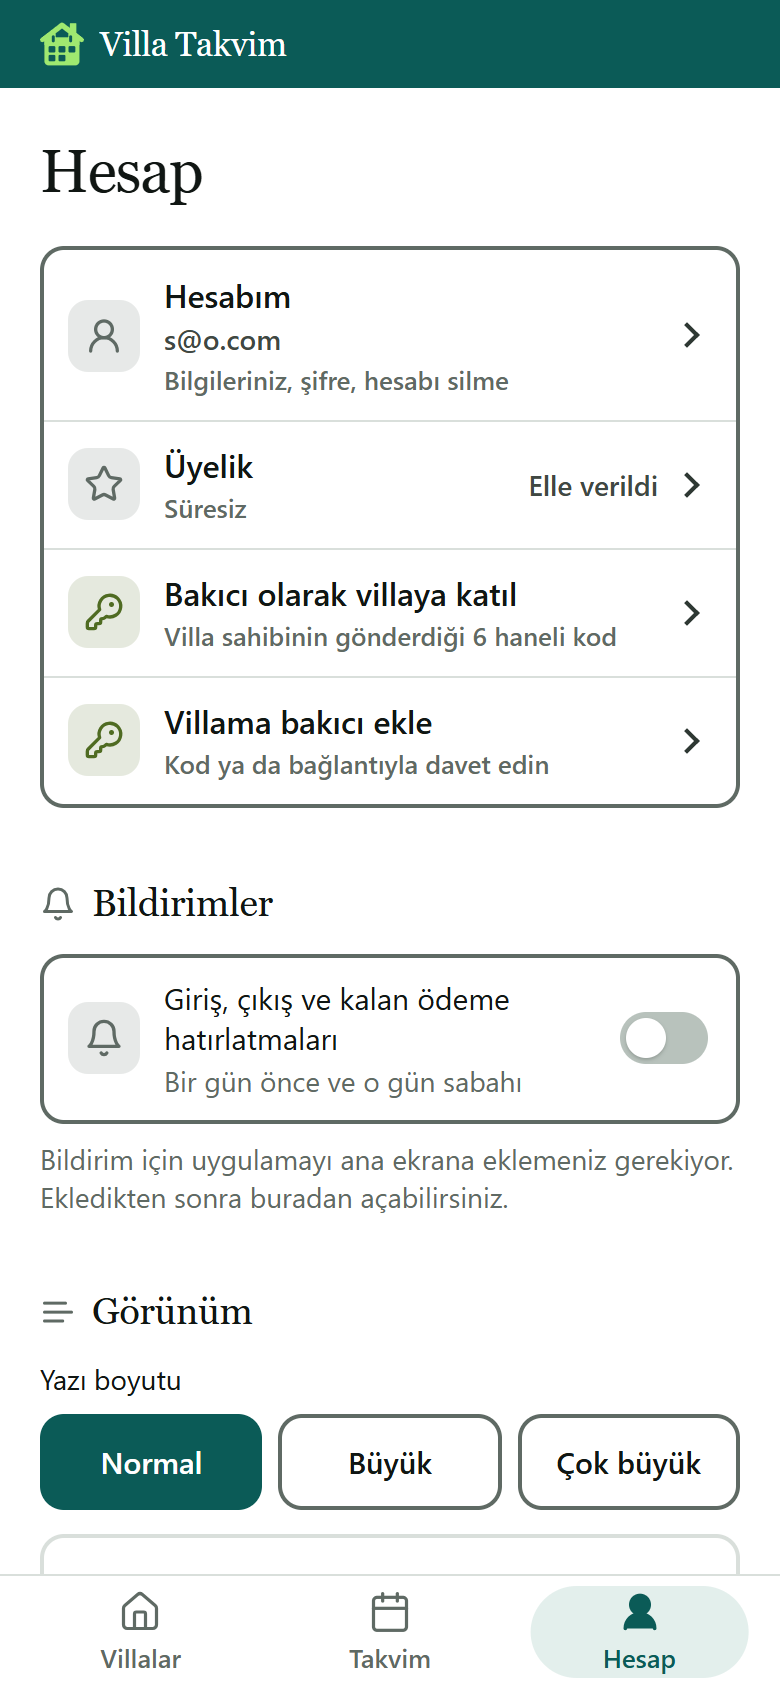 Villa Takvim
Hesap
Hesabım
s@o.com
Bilgileriniz, şifre, hesabı silme
Üyelik
Süresiz
Elle verildi
Bakıcı olarak villaya katıl
Villa sahibinin gönderdiği 6 haneli kod
Villama bakıcı ekle
Kod ya da bağlantıyla davet edin
Bildirimler
Giriş, çıkış ve kalan ödeme
hatırlatmaları
Bir gün önce ve o gün sabahı
Bildirim için uygulamayı ana ekrana eklemeniz gerekiyor.
Ekledikten sonra buradan açabilirsiniz.
Görünüm
Yazı boyutu
Normal
Büyük
Çok büyük
Villalar
Takvim
Hesap